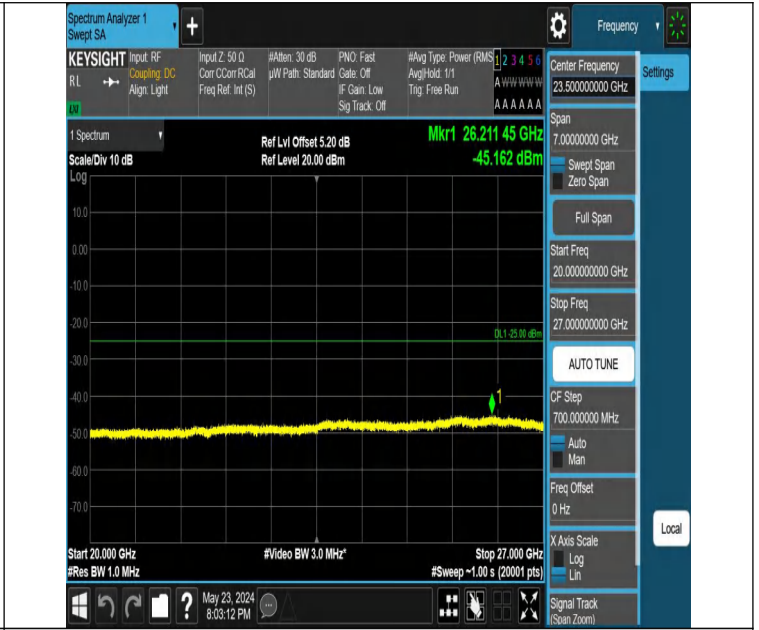 Spectrum Analyzer 1
Swept SA
+
Frequency
KEYSIGHT
RL
LXI
Input: RF
Coupling: DC
Align: Light
Input Z: 50 Ω
Corr CCorr RCal
Freq Ref: Int (S)
#Atten: 30 dB
µW Path: Standard
PNO: Fast
Gate: Off
IF Gain: Low
Sig Track: Off
#Avg Type: Power (RMS
Avg|Hold: 1/1
Trig: Free Run
1 2 3 4 5 6
A W W W W W
A A A A A A
1 Spectrum
Scale/Div 10 dB
Log
Ref Lvl Offset 5.20 dB
Ref Level 20.00 dBm
Mkr1 26.211 45 GHz
-45.162 dBm
10.0
0.00
-10.0
-20.0
DL1 -25.00 dBm
-30.0
-40.0
1
-50.0
-60.0
-70.0
Start 20.000 GHz
#Res BW 1.0 MHz
#Video BW 3.0 MHz*
Stop 27.000 GHz
#Sweep ~1.00 s (20001 pts)
?
May 23, 2024
8:03:12 PM
Center Frequency
23.500000000 GHz
Settings
Span
7.00000000 GHz
Swept Span
Zero Span
Full Span
Start Freq
20.000000000 GHz
Stop Freq
27.000000000 GHz
AUTO TUNE
CF Step
700.000000 MHz
Auto
Man
Freq Offset
0 Hz
X Axis Scale
Log
Lin
Local
Signal Track
(Span Zoom)